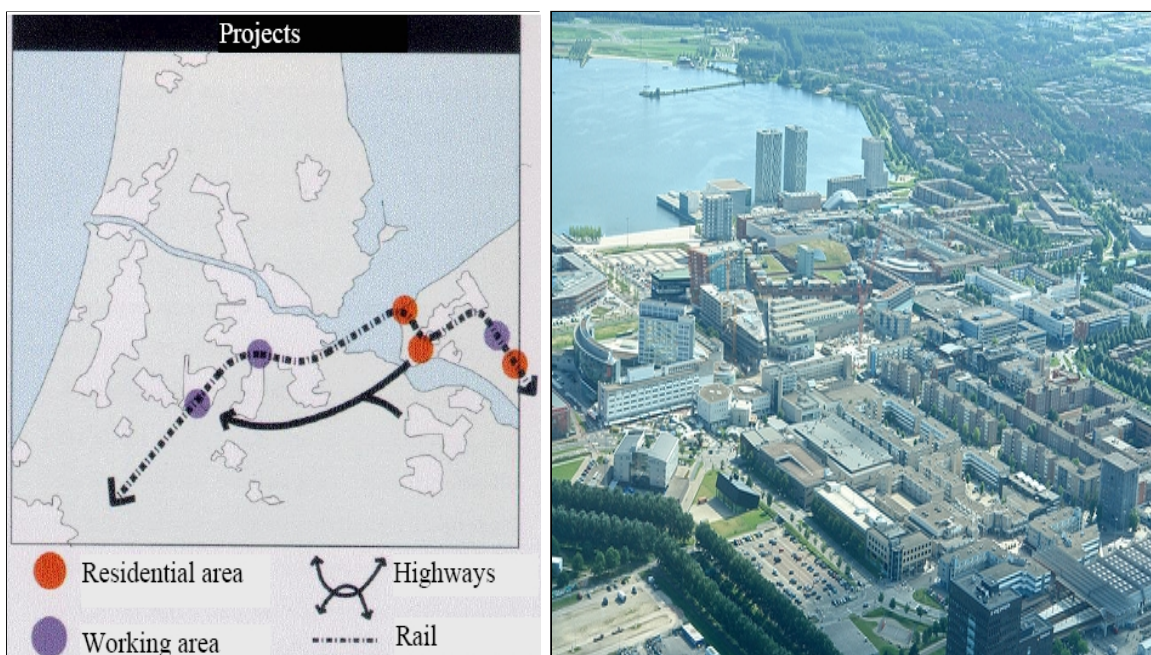 Projects
Residential area
Highways
Working area
Rail